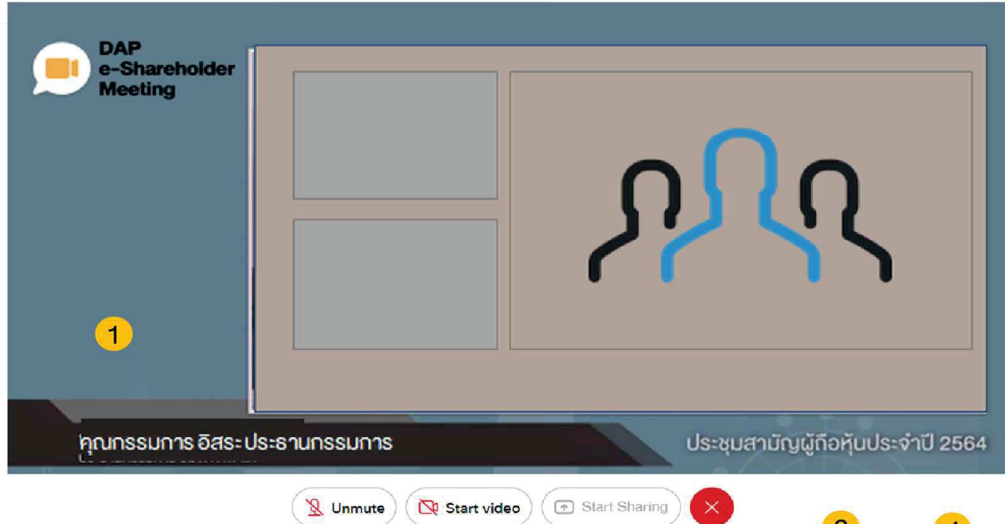 DAP
e-Shareholder
Meeting
1
คุณกรรมการ อิสระ ประธานกรรมการ
ประชุมสามัญผู้ถือหุ้นประจำปี 2564
Unmute
Start video
Start Sharing